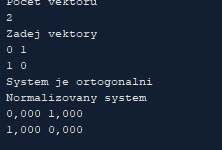 Pocet vektoru
2
Zadej vektory
0 1
1 0
System je ortogonalni
Normalizovany system
0,000 1,000
1,000 0,000